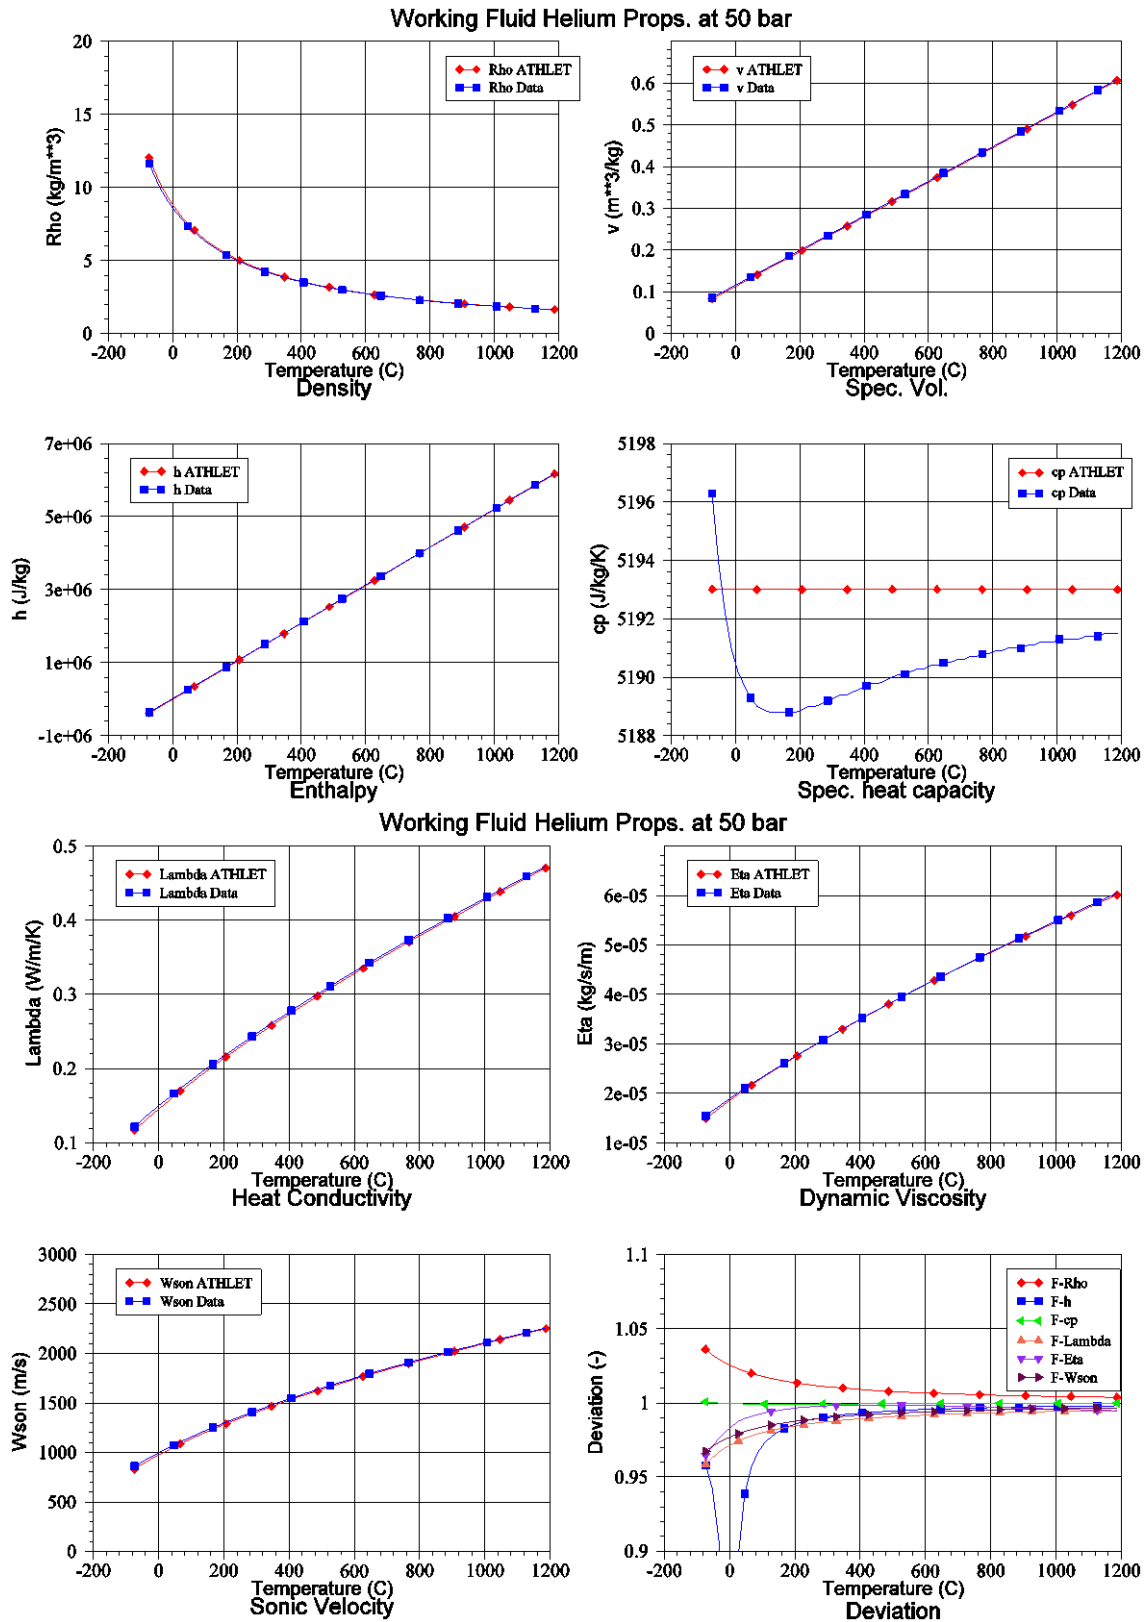 Working Fluid Helium Props. at 50 bar
20
15
10
5
0
Rho (kg/m**3)
Rho ATHLET
Rho Data
-200 0 200 400 600 800 1000 1200
Temperature (C)
Density
0.6
0.5
0.4
0.3
0.2
0.1
0
v (m**3/kg)
v ATHLET
v Data
-200 0 200 400 600 800 1000 1200
Temperature (C)
Spec. Vol.
7e+06
5e+06
3e+06
1e+06
-1e+06
h (J/kg)
h ATHLET
h Data
-200 0 200 400 600 800 1000 1200
Temperature (C)
Enthalpy
5198
5196
5194
5192
5190
5188
cp (J/kg/K)
cp ATHLET
cp Data
-200 0 200 400 600 800 1000 1200
Temperature (C)
Spec. heat capacity
Working Fluid Helium Props. at 50 bar
0.5
0.4
0.3
0.2
0.1
Lambda (W/m/K)
Lambda ATHLET
Lambda Data
-200 0 200 400 600 800 1000 1200
Temperature (C)
Heat Conductivity
6e-05
5e-05
4e-05
3e-05
2e-05
1e-05
Eta (kg/s/m)
Eta ATHLET
Eta Data
-200 0 200 400 600 800 1000 1200
Temperature (C)
Dynamic Viscosity
3000
2500
2000
1500
1000
500
0
Wson (m/s)
Wson ATHLET
Wson Data
-200 0 200 400 600 800 1000 1200
Temperature (C)
Sonic Velocity
1.1
1.05
1
0.95
0.9
Deviation (-)
F-Rho
F-h
F-cp
F-Lambda
F-Eta
F-Wson
-200 0 200 400 600 800 1000 1200
Temperature (C)
Deviation